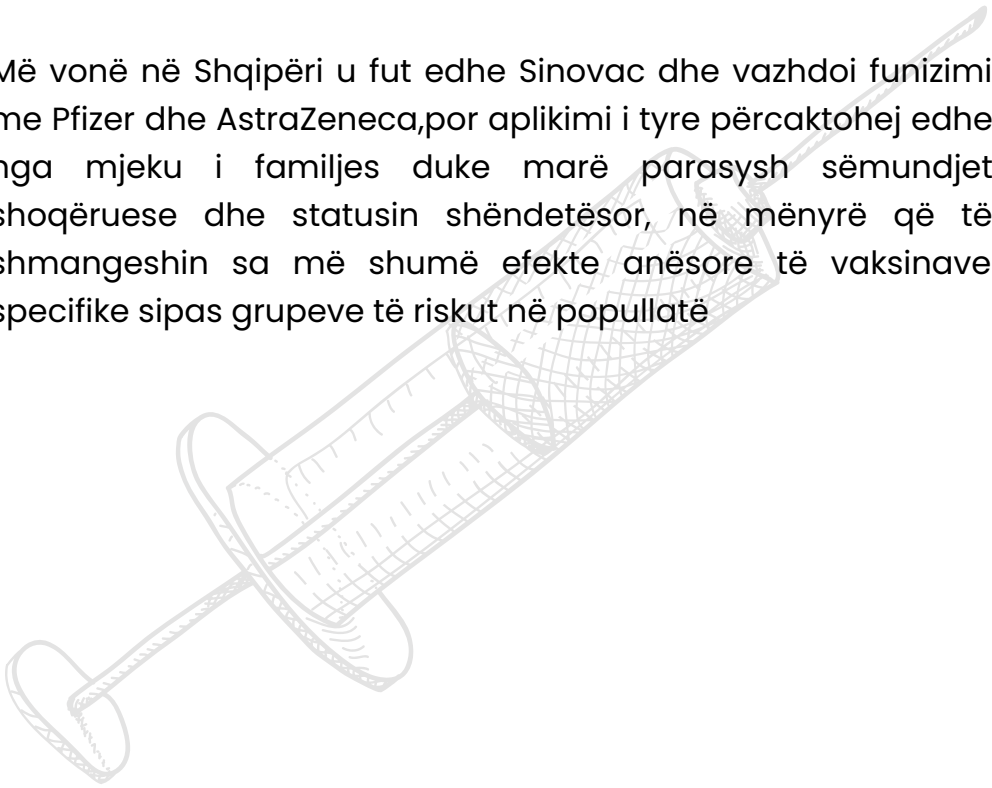 Më vonë në Shqipëri u fut edhe Sinovac dhe vazhdoi funizimi
me Pfizer dhe AstraZeneca,por aplikimi i tyre përcaktohej edhe
nga mjeku i familjes duke marë parasysh sëmundjet
shoqëruese dhe statusin shëndetësor, në mënyrë që të
shmangeshin sa më shumë efekte anësore të vaksinave
specifike sipas grupeve të riskut në popullatë